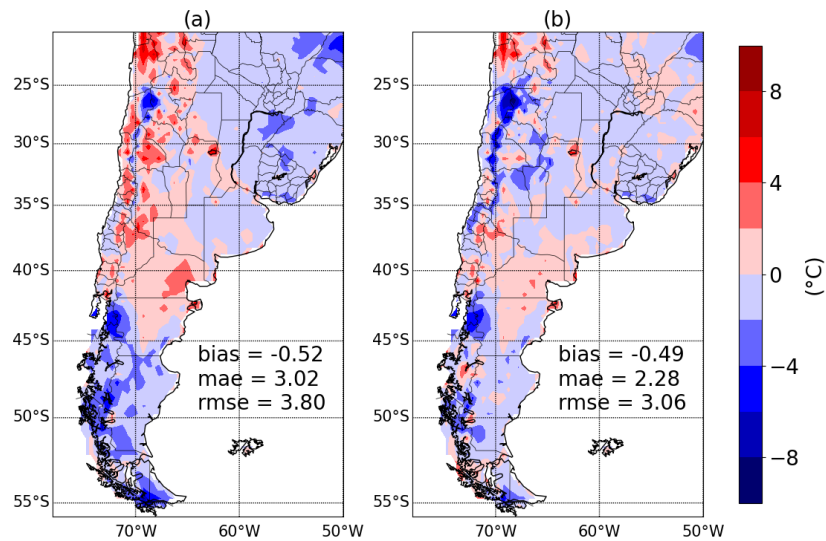 (a)
(b)
25°S
30°S
35°S
40°S
45°S
50°S
55°S
70°W
60°W
50°W
bias = -0.52
mae = 3.02
rmse = 3.80
25°S
30°S
35°S
40°S
45°S
50°S
55°S
70°W
60°W
50°W
bias = -0.49
mae = 2.28
rmse = 3.06
8
4
0
−4
−8
(°C)